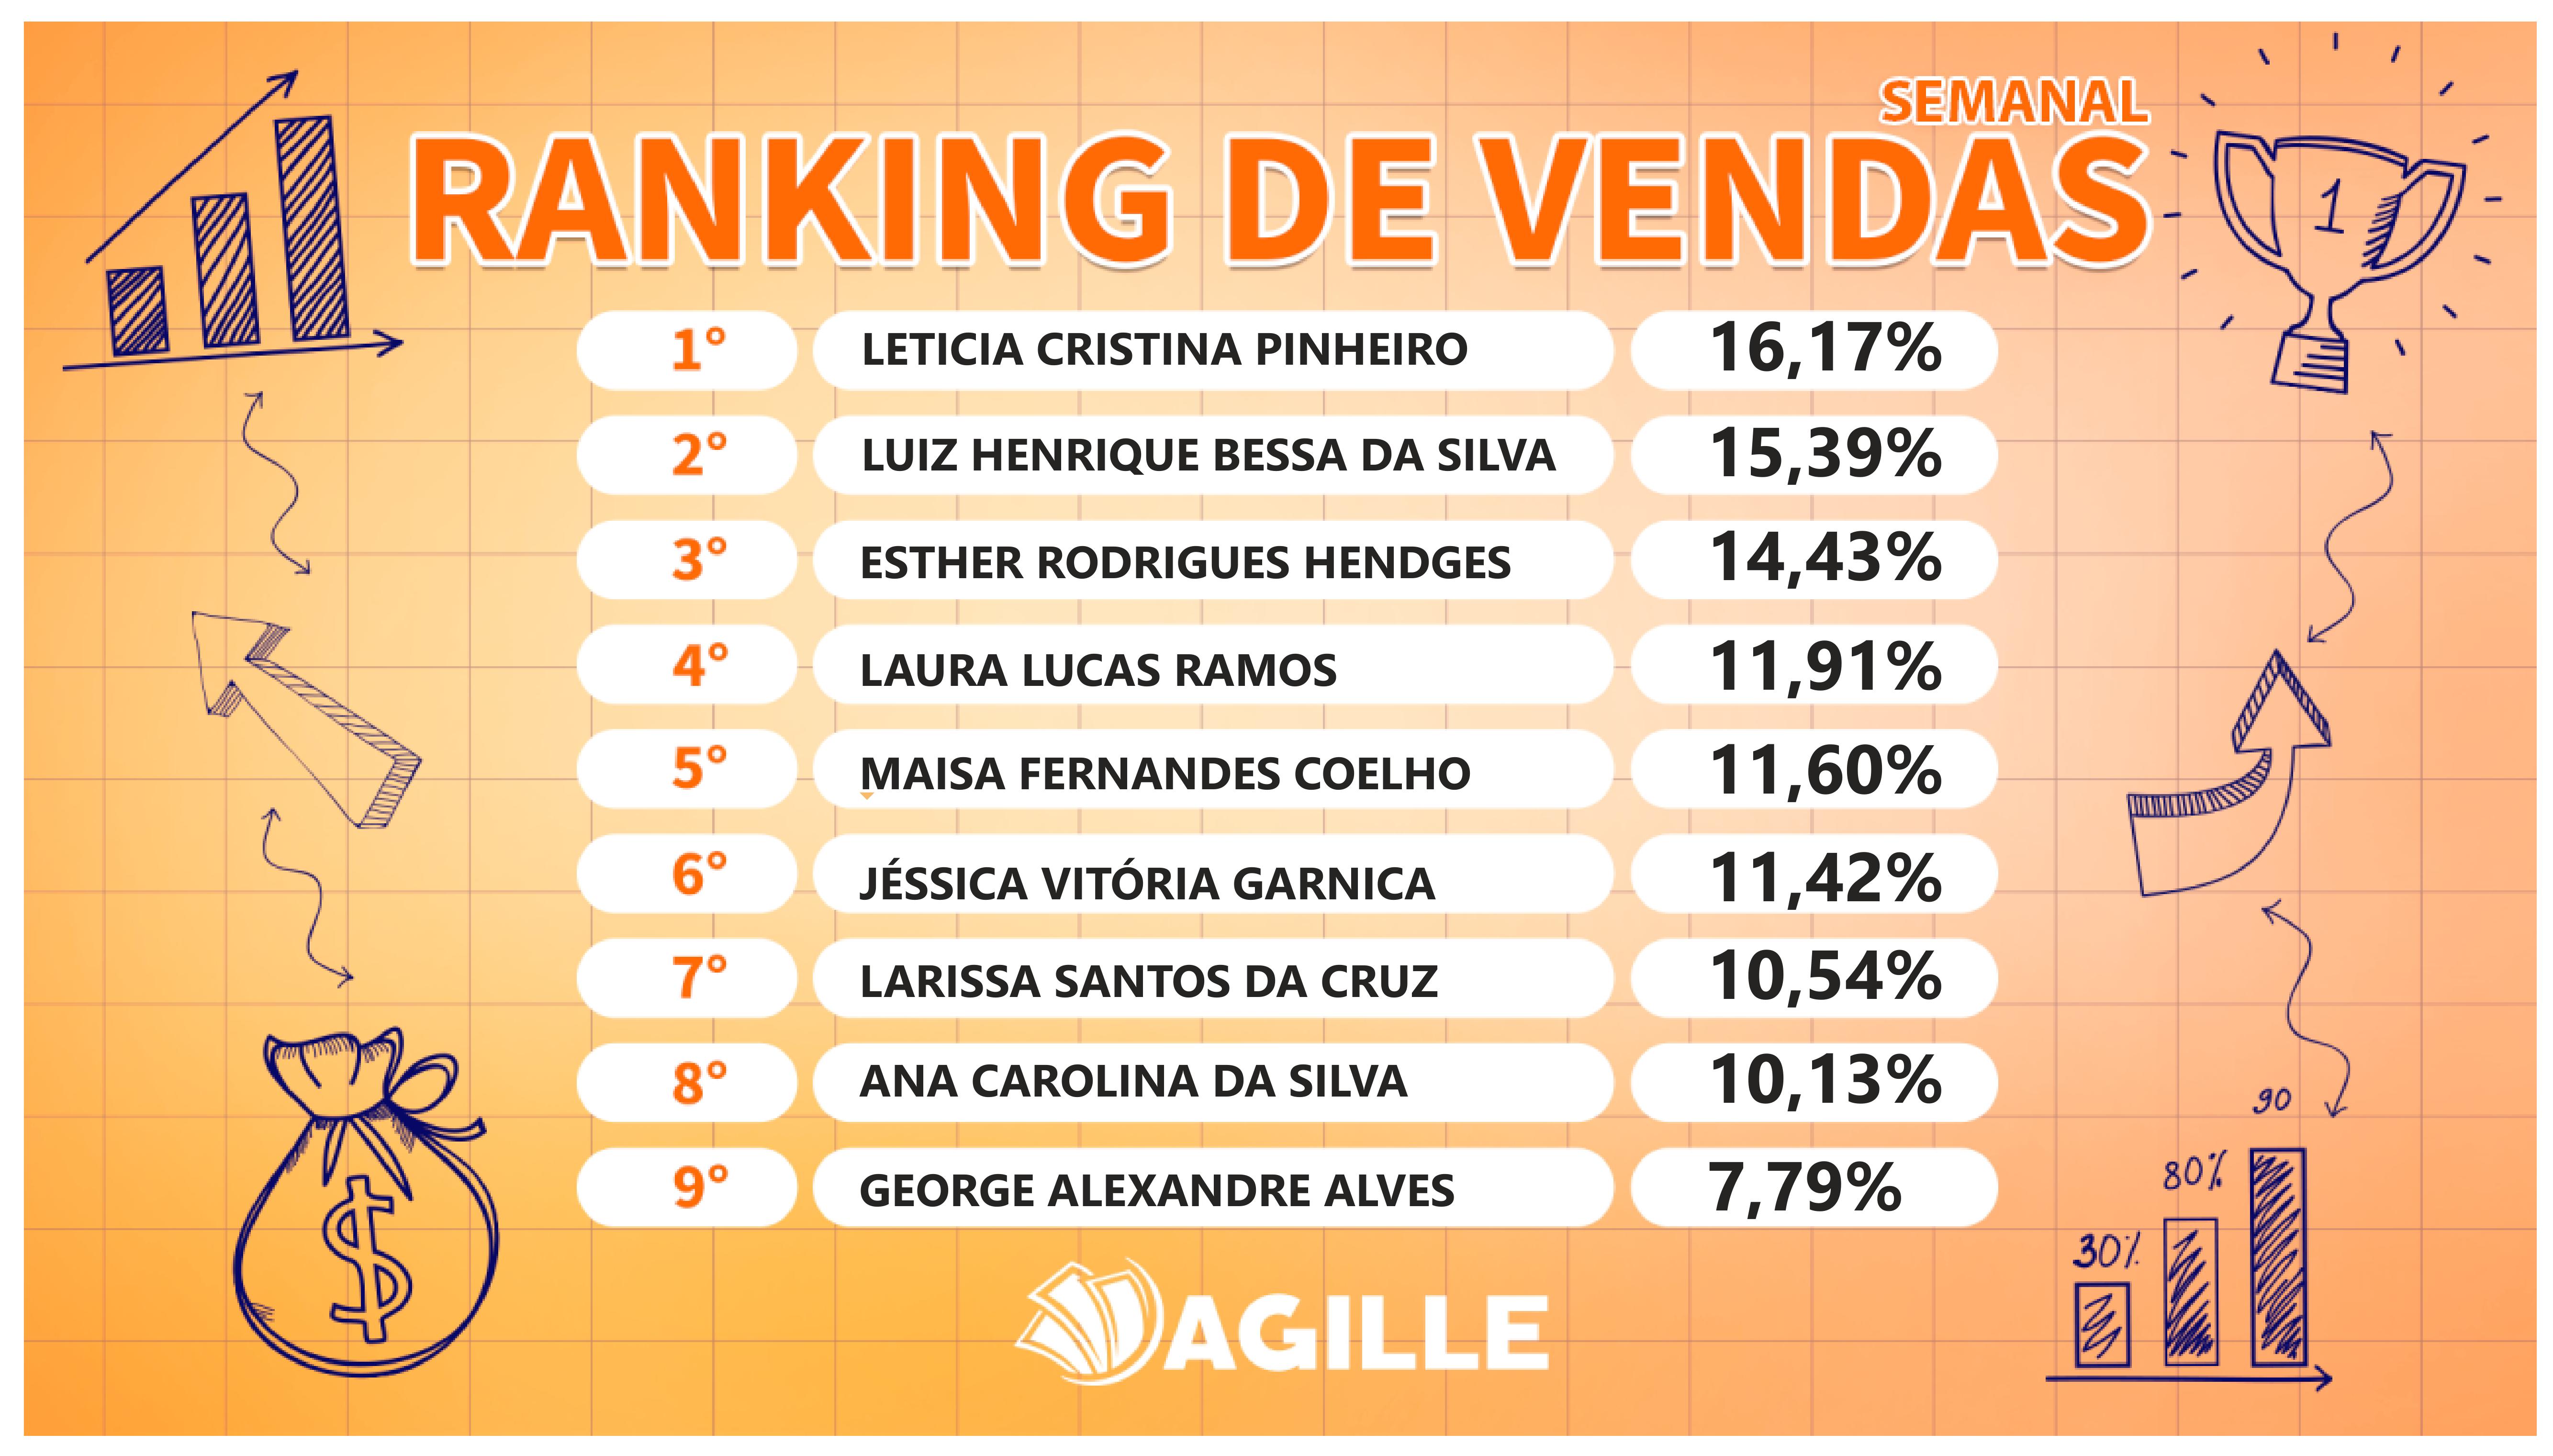 SEMANAL
RANKING DE VENDAS
1
1° LETICIA CRISTINA PINHEIRO 16,17%
2° LUIZ HENRIQUE BESSA DA SILVA 15,39%
3° ESTHER RODRIGUES HENDGES 14,43%
4° LAURA LUCAS RAMOS 11,91%
5° MAISA FERNANDES COELHO 11,60%
6° JÉSSICA VITÓRIA GARNICA 11,42%
7° LARISSA SANTOS DA CRUZ 10,54%
8° ANA CAROLINA DA SILVA 10,13%
9° GEORGE ALEXANDRE ALVES 7,79%
$
90
80%
30%
AGILLE